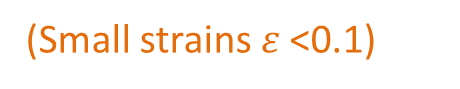 (Small strains 𝜀 <0.1)